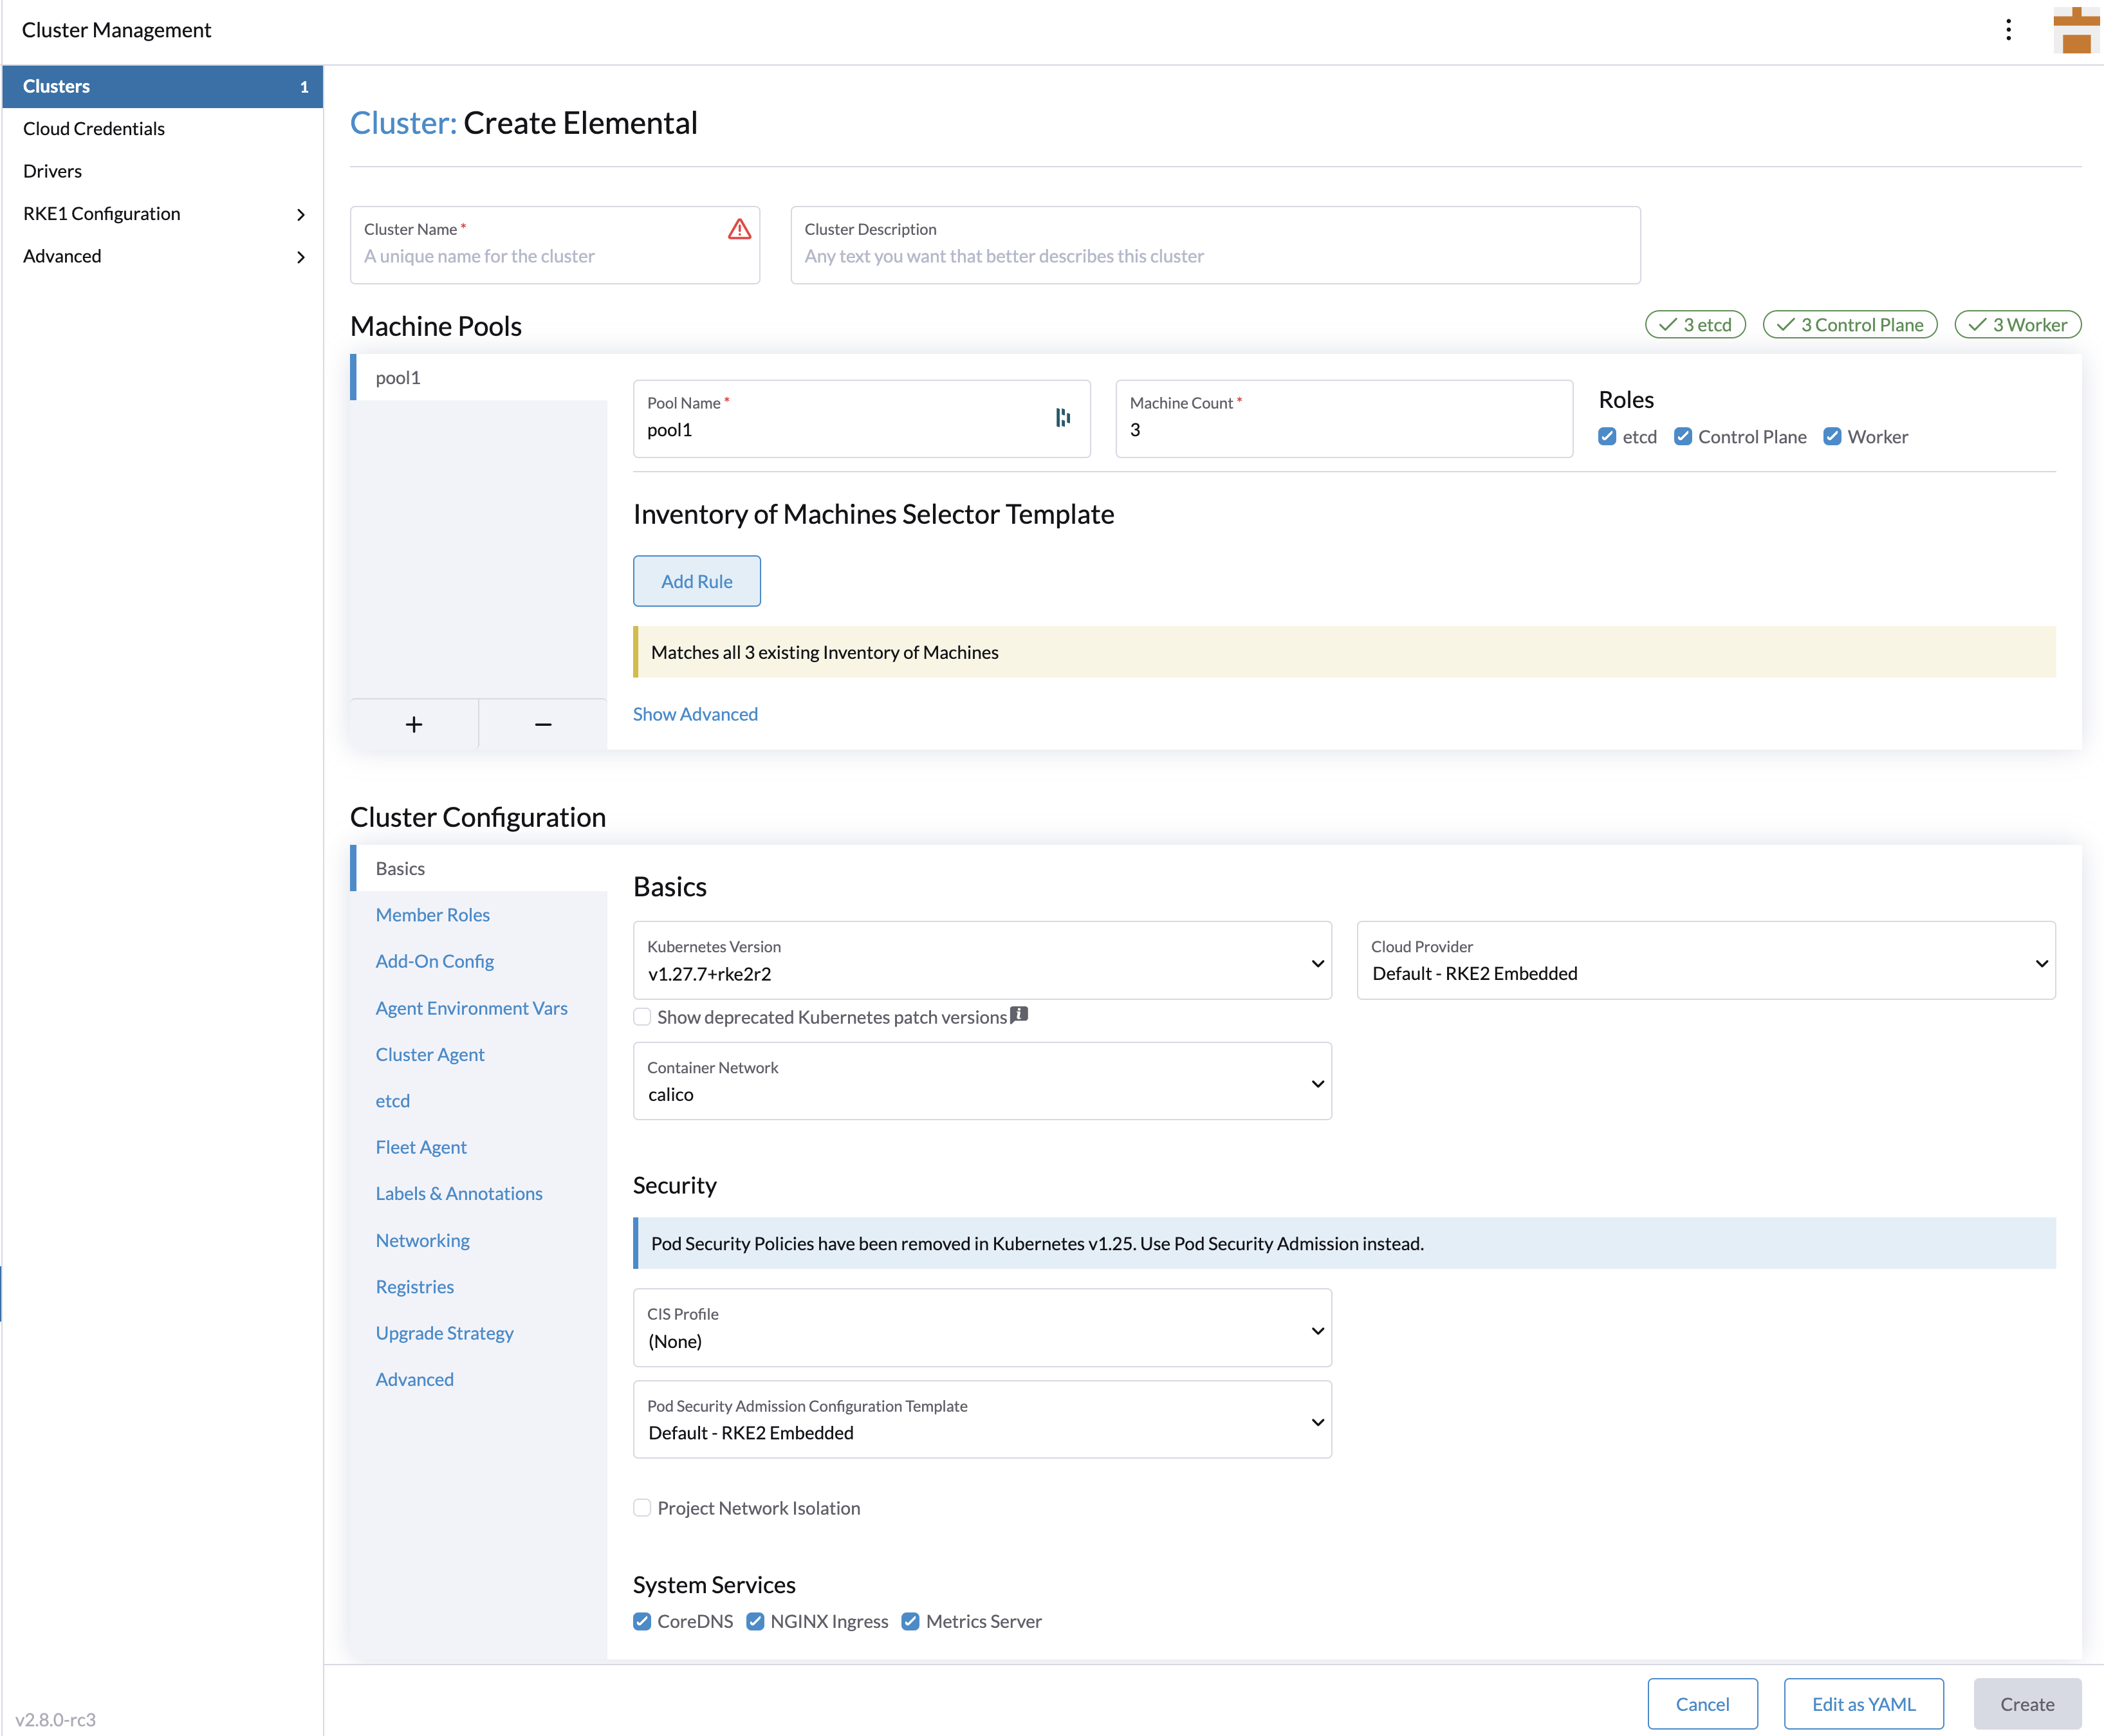 Cluster Management
Clusters 1
Cloud Credentials
Drivers
RKE1 Configuration
Advanced
v2.8.0-rc3
Cluster: Create Elemental
Cluster Name *
A unique name for the cluster
Cluster Description
Any text you want that better describes this cluster
Machine Pools
3 etcd
3 Control Plane
3 Worker
pool1
Pool Name *
pool1
Machine Count *
3
Roles
etcd
Control Plane
Worker
Inventory of Machines Selector Template
Add Rule
Matches all 3 existing Inventory of Machines
Show Advanced
+
−
Cluster Configuration
Basics
Member Roles
Add-On Config
Agent Environment Vars
Cluster Agent
etcd
Fleet Agent
Labels & Annotations
Networking
Registries
Upgrade Strategy
Advanced
Basics
Kubernetes Version
v1.27.7+rke2r2
Cloud Provider
Default - RKE2 Embedded
Show deprecated Kubernetes patch versions
Container Network
calico
Security
Pod Security Policies have been removed in Kubernetes v1.25. Use Pod Security Admission instead.
CIS Profile
(None)
Pod Security Admission Configuration Template
Default - RKE2 Embedded
Project Network Isolation
System Services
CoreDNS
NGINX Ingress
Metrics Server
Cancel
Edit as YAML
Create